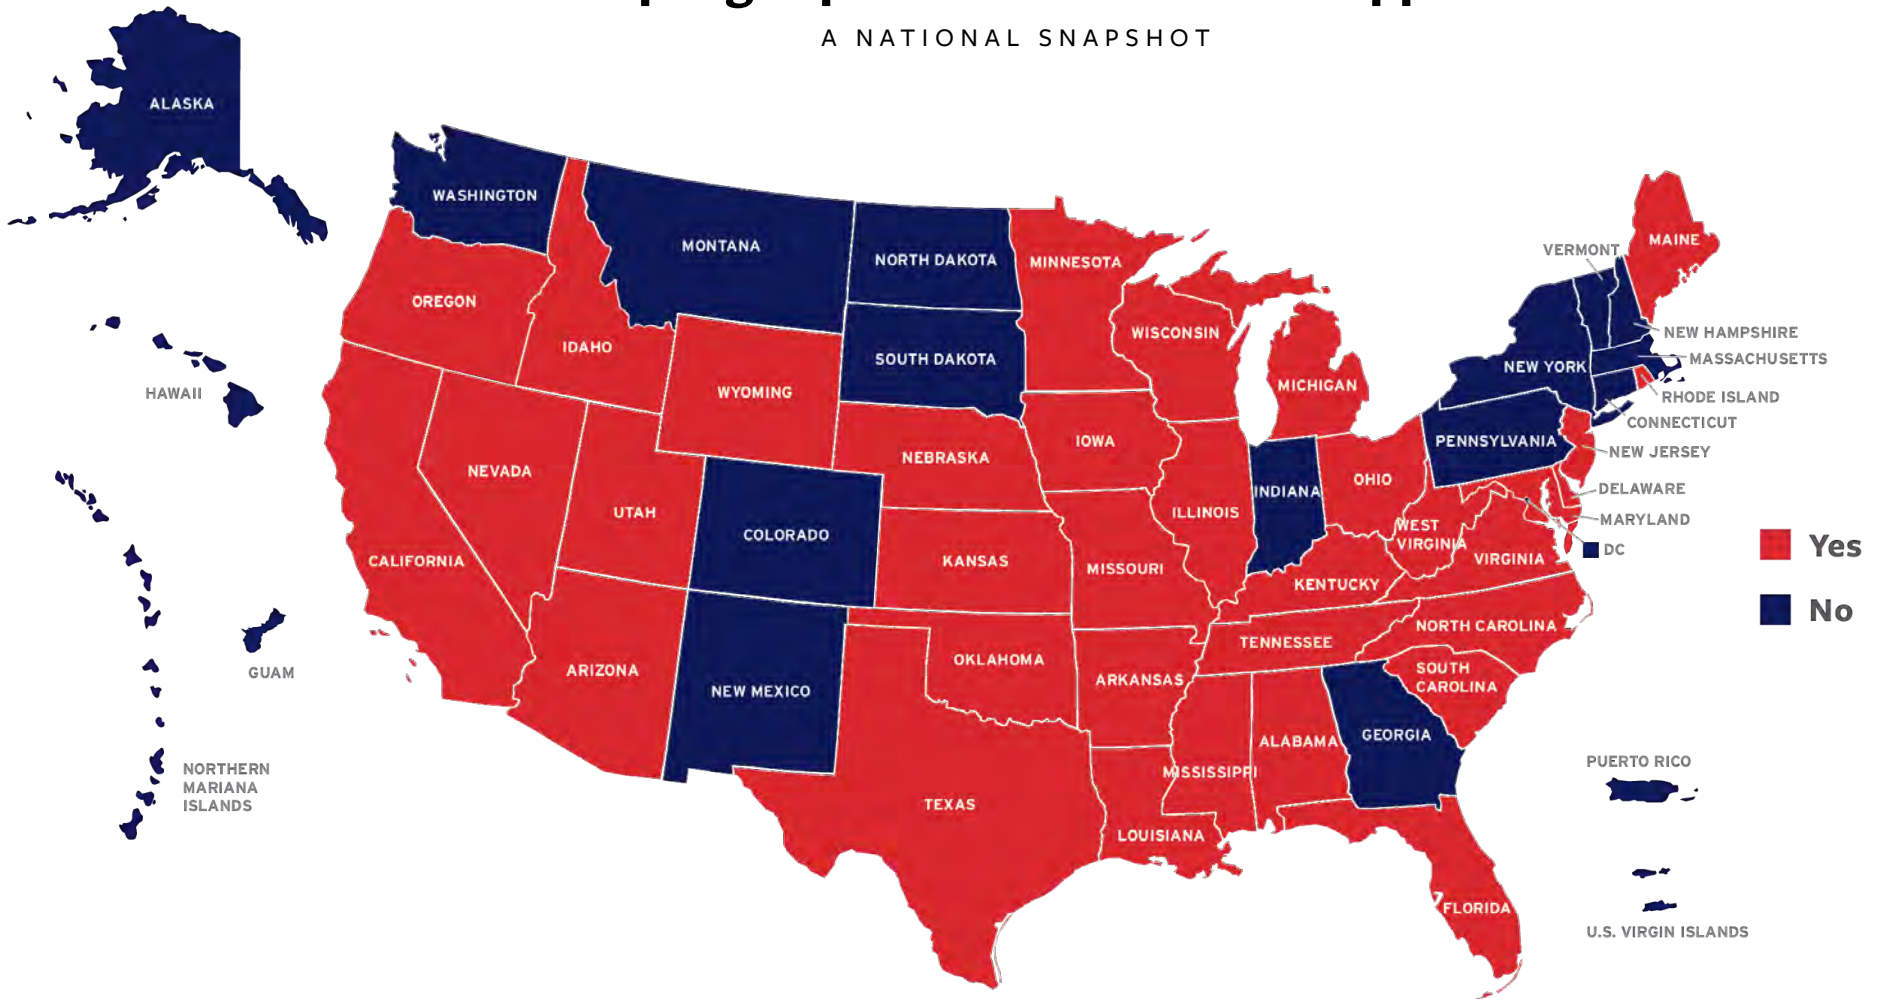 A NATIONAL SNAPSHOT
ALASKA
WASHINGTON
MONTANA
NORTH DAKOTA
MINNESOTA
VERMONT
MAINE
OREGON
IDAHO
WYOMING
SOUTH DAKOTA
WISCONSIN
MICHIGAN
NEW YORK
NEW HAMPSHIRE
MASSACHUSETTS
RHODE ISLAND
CONNECTICUT
HAWAII
NEVADA
UTAH
COLORADO
NEBRASKA
IOWA
ILLINOIS
INDIANA
OHIO
PENNSYLVANIA
NEW JERSEY
DELAWARE
MARYLAND
DC
CALIFORNIA
KANSAS
MISSOURI
KENTUCKY
WEST
VIRGINIA
VIRGINIA
Yes
No
GUAM
ARIZONA
NEW MEXICO
OKLAHOMA
ARKANSAS
TENNESSEE
NORTH CAROLINA
SOUTH
CAROLINA
NORTHERN
MARIANA
ISLANDS
TEXAS
LOUISIANA
MISSISSIPPI
ALABAMA
GEORGIA
FLORIDA
PUERTO RICO
U.S. VIRGIN ISLANDS